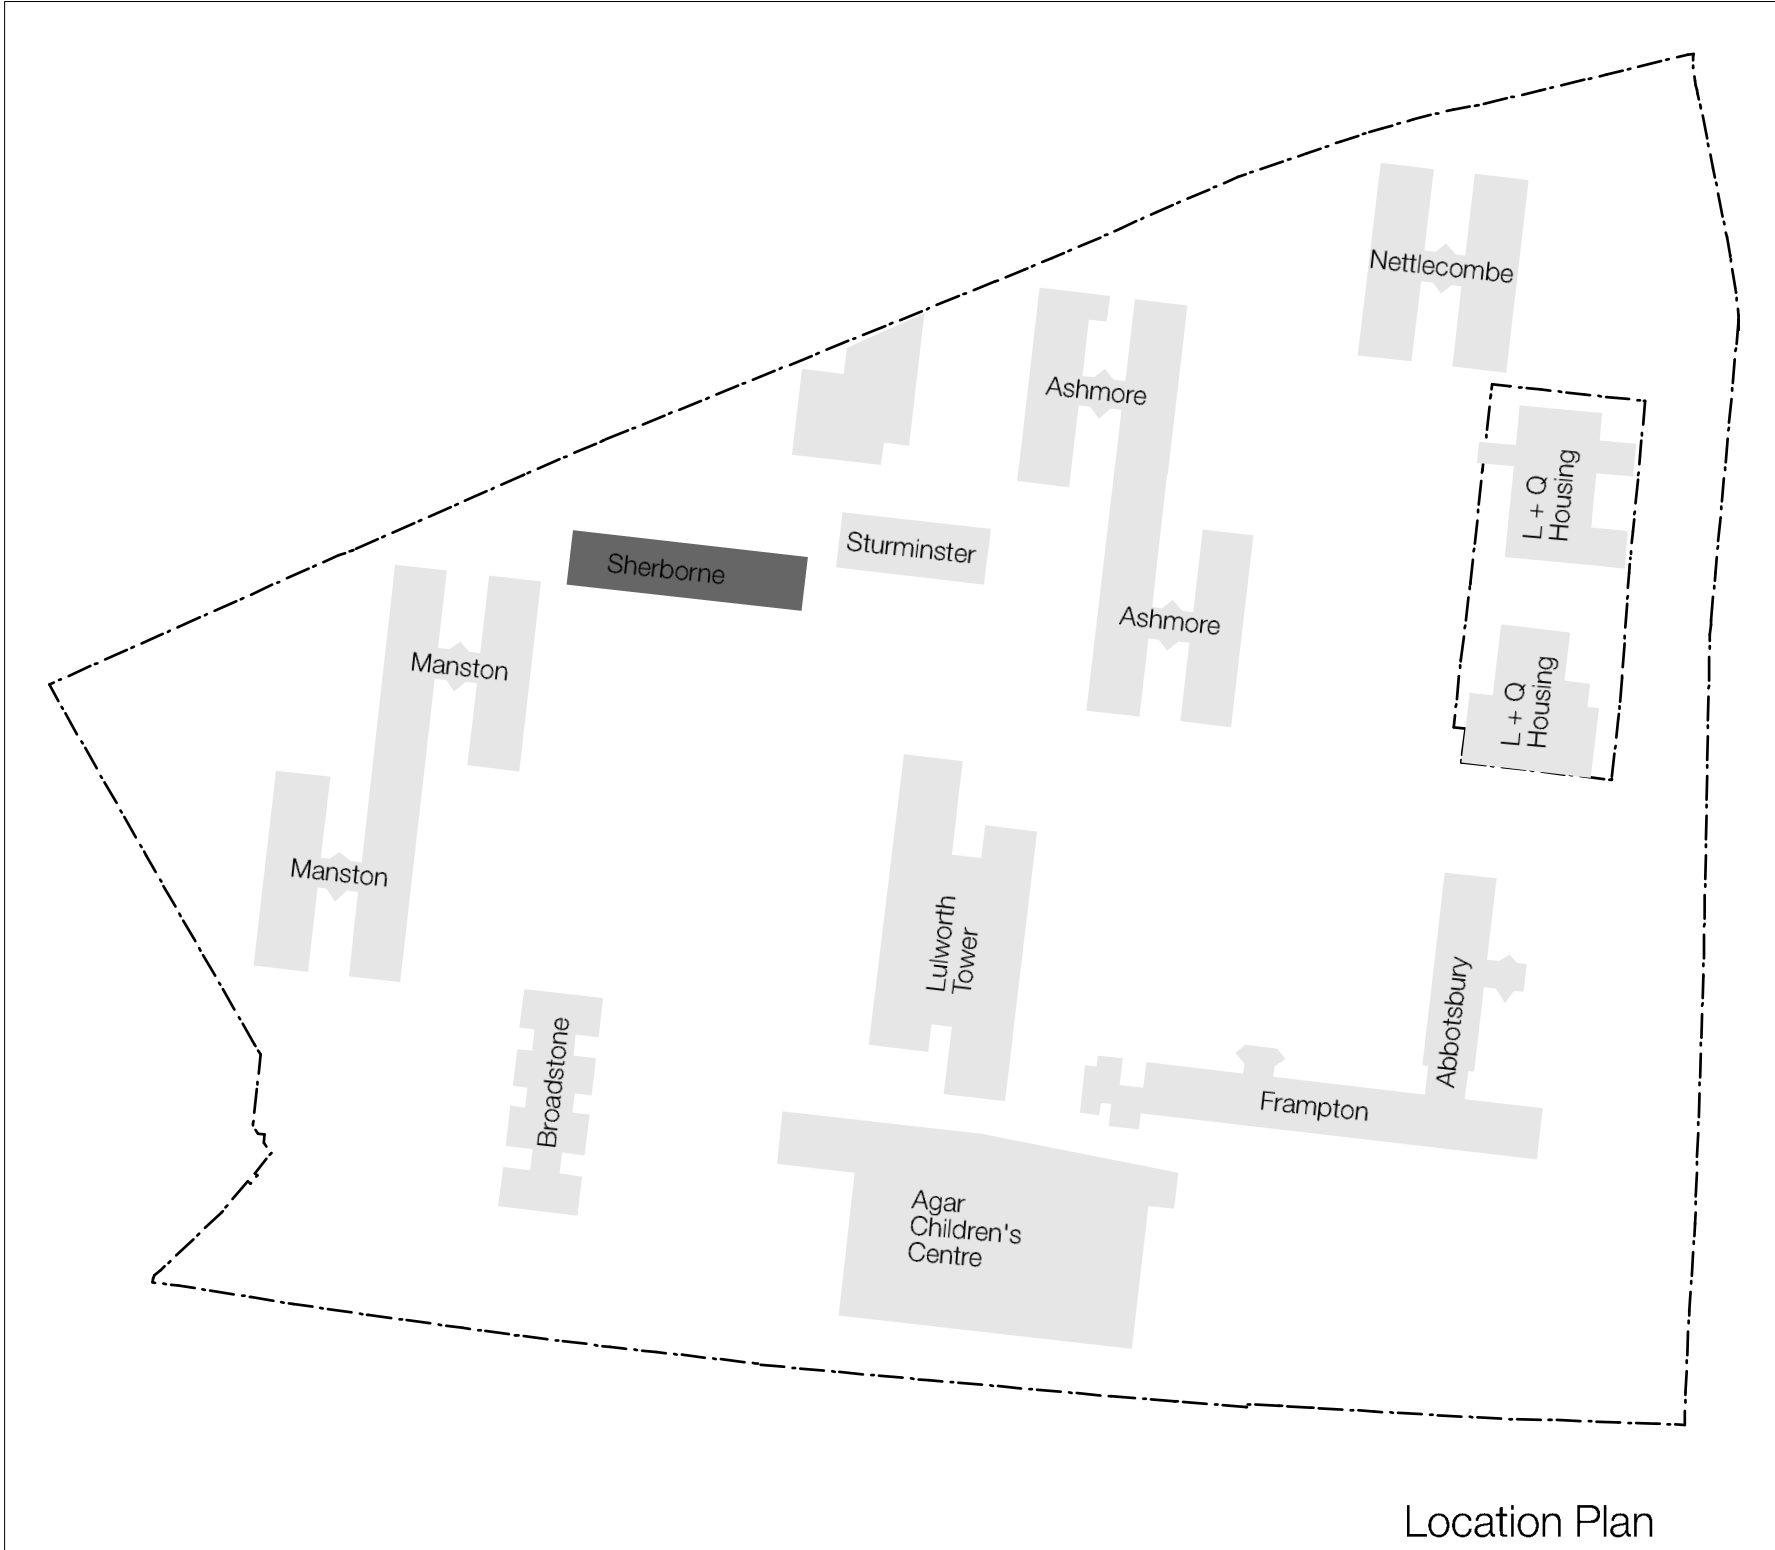 Nettlecombe
Ashmore
L + Q
Housing
Sturminster
Sherborne
Ashmore
Manston
L + Q
Housing
Manston
Lulworth
Tower
Abbotsbury
Broadstone
Frampton
Agar
Children's
Centre
Location Plan